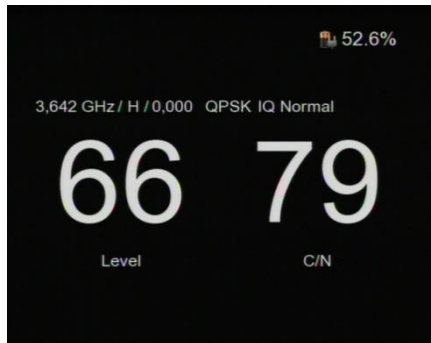 52.6%
3,642 GHz / H / 0,000 QPSK IQ Normal
66 79
Level C/N